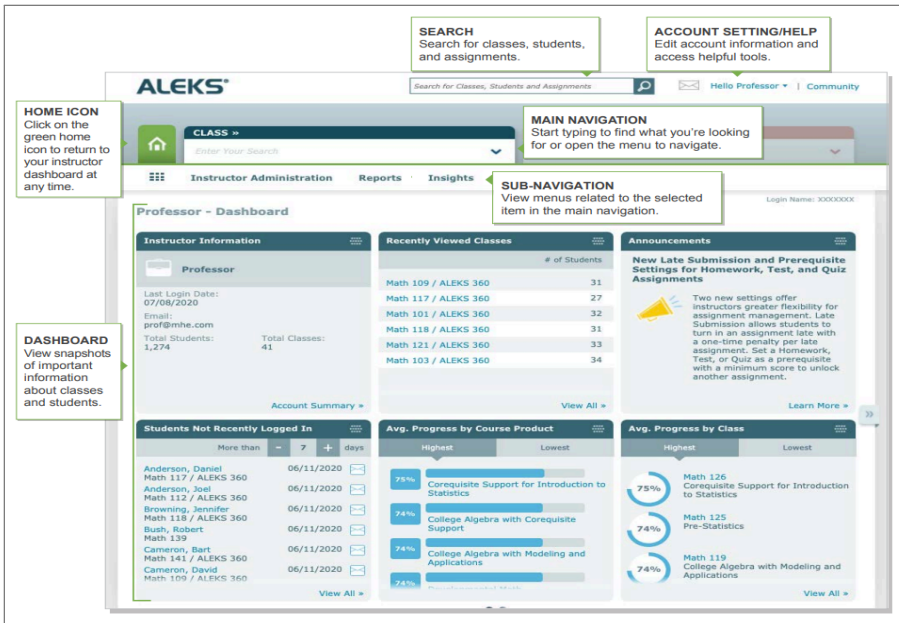 SEARCH
Search for classes, students,
and assignments.
ACCOUNT SETTING/HELP
Edit account information and
access helpful tools.
ALEKS®
Search for Classes, Students and Assignments
Hello Professor | Community
HOME ICON
Click on the
green home
icon to return to
your instructor
dashboard at
any time.
CLASS »
Enter Your Search
MAIN NAVIGATION
Start typing to find what you're looking
for or open the menu to navigate.
Instructor Administration Reports Insights
SUB-NAVIGATION
View menus related to the selected
item in the main navigation.
Login Name: XXXXXXX
Professor - Dashboard
DASHBOARD
View snapshots
of important
information
about classes
and students.
Instructor Information
Professor
Last Login Date:
07/08/2020
Email:
prof@mhe.com
Total Students: Total Classes:
1,274 41
Account Summary »
Recently Viewed Classes
# of Students
Math 109 / ALEKS 360 31
Math 117 / ALEKS 360 27
Math 101 / ALEKS 360 32
Math 118 / ALEKS 360 31
Math 121 / ALEKS 360 33
Math 103 / ALEKS 360 34
View All »
Announcements
New Late Submission and Prerequisite
Settings for Homework, Test, and Quiz
Assignments
Two new settings offer
instructors greater flexibility for
assignment management. Late
Submission allows students to
turn in an assignment late with
a one-time penalty per late
assignment. Set a Homework,
Test, or Quiz as a prerequisite
with a minimum score to unlock
another assignment.
Learn More »
»
Students Not Recently Logged In
More than - 7 + days
Anderson, Daniel 06/11/2020
Math 117 / ALEKS 360
Anderson, Joel 06/11/2020
Math 112 / ALEKS 360
Browning, Jennifer 06/11/2020
Math 118 / ALEKS 360
Bush, Robert 06/11/2020
Math 139
Cameron, Bart 06/11/2020
Math 141 / ALEKS 360
Cameron, David 06/11/2020
Math 109 / ALEKS 360
View All »
Avg. Progress by Course Product
Highest Lowest
75%
Corequisite Support for Introduction to
Statistics
74%
College Algebra with Corequisite
Support
74%
College Algebra with Modeling and
Applications
74%
Developmental Math
Avg. Progress by Class
Highest Lowest
75%
Math 126
Corequisite Support for Introduction
to Statistics
74%
Math 125
Pre-Statistics
74%
Math 119
College Algebra with Modeling and
Applications
View All »